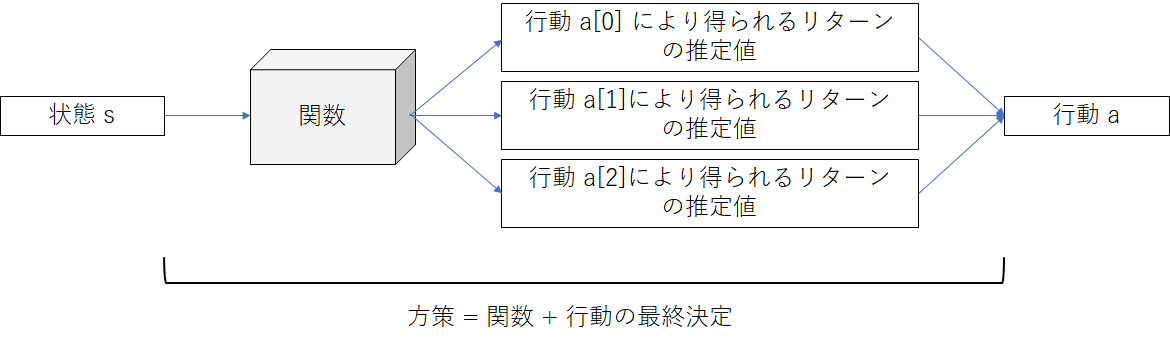 状態 s
関数
行動 a[0] により得られるリターン
の推定値
行動 a[1]により得られるリターン
の推定値
行動 a[2]により得られるリターン
の推定値
行動 a
方策 = 関数 + 行動の最終決定